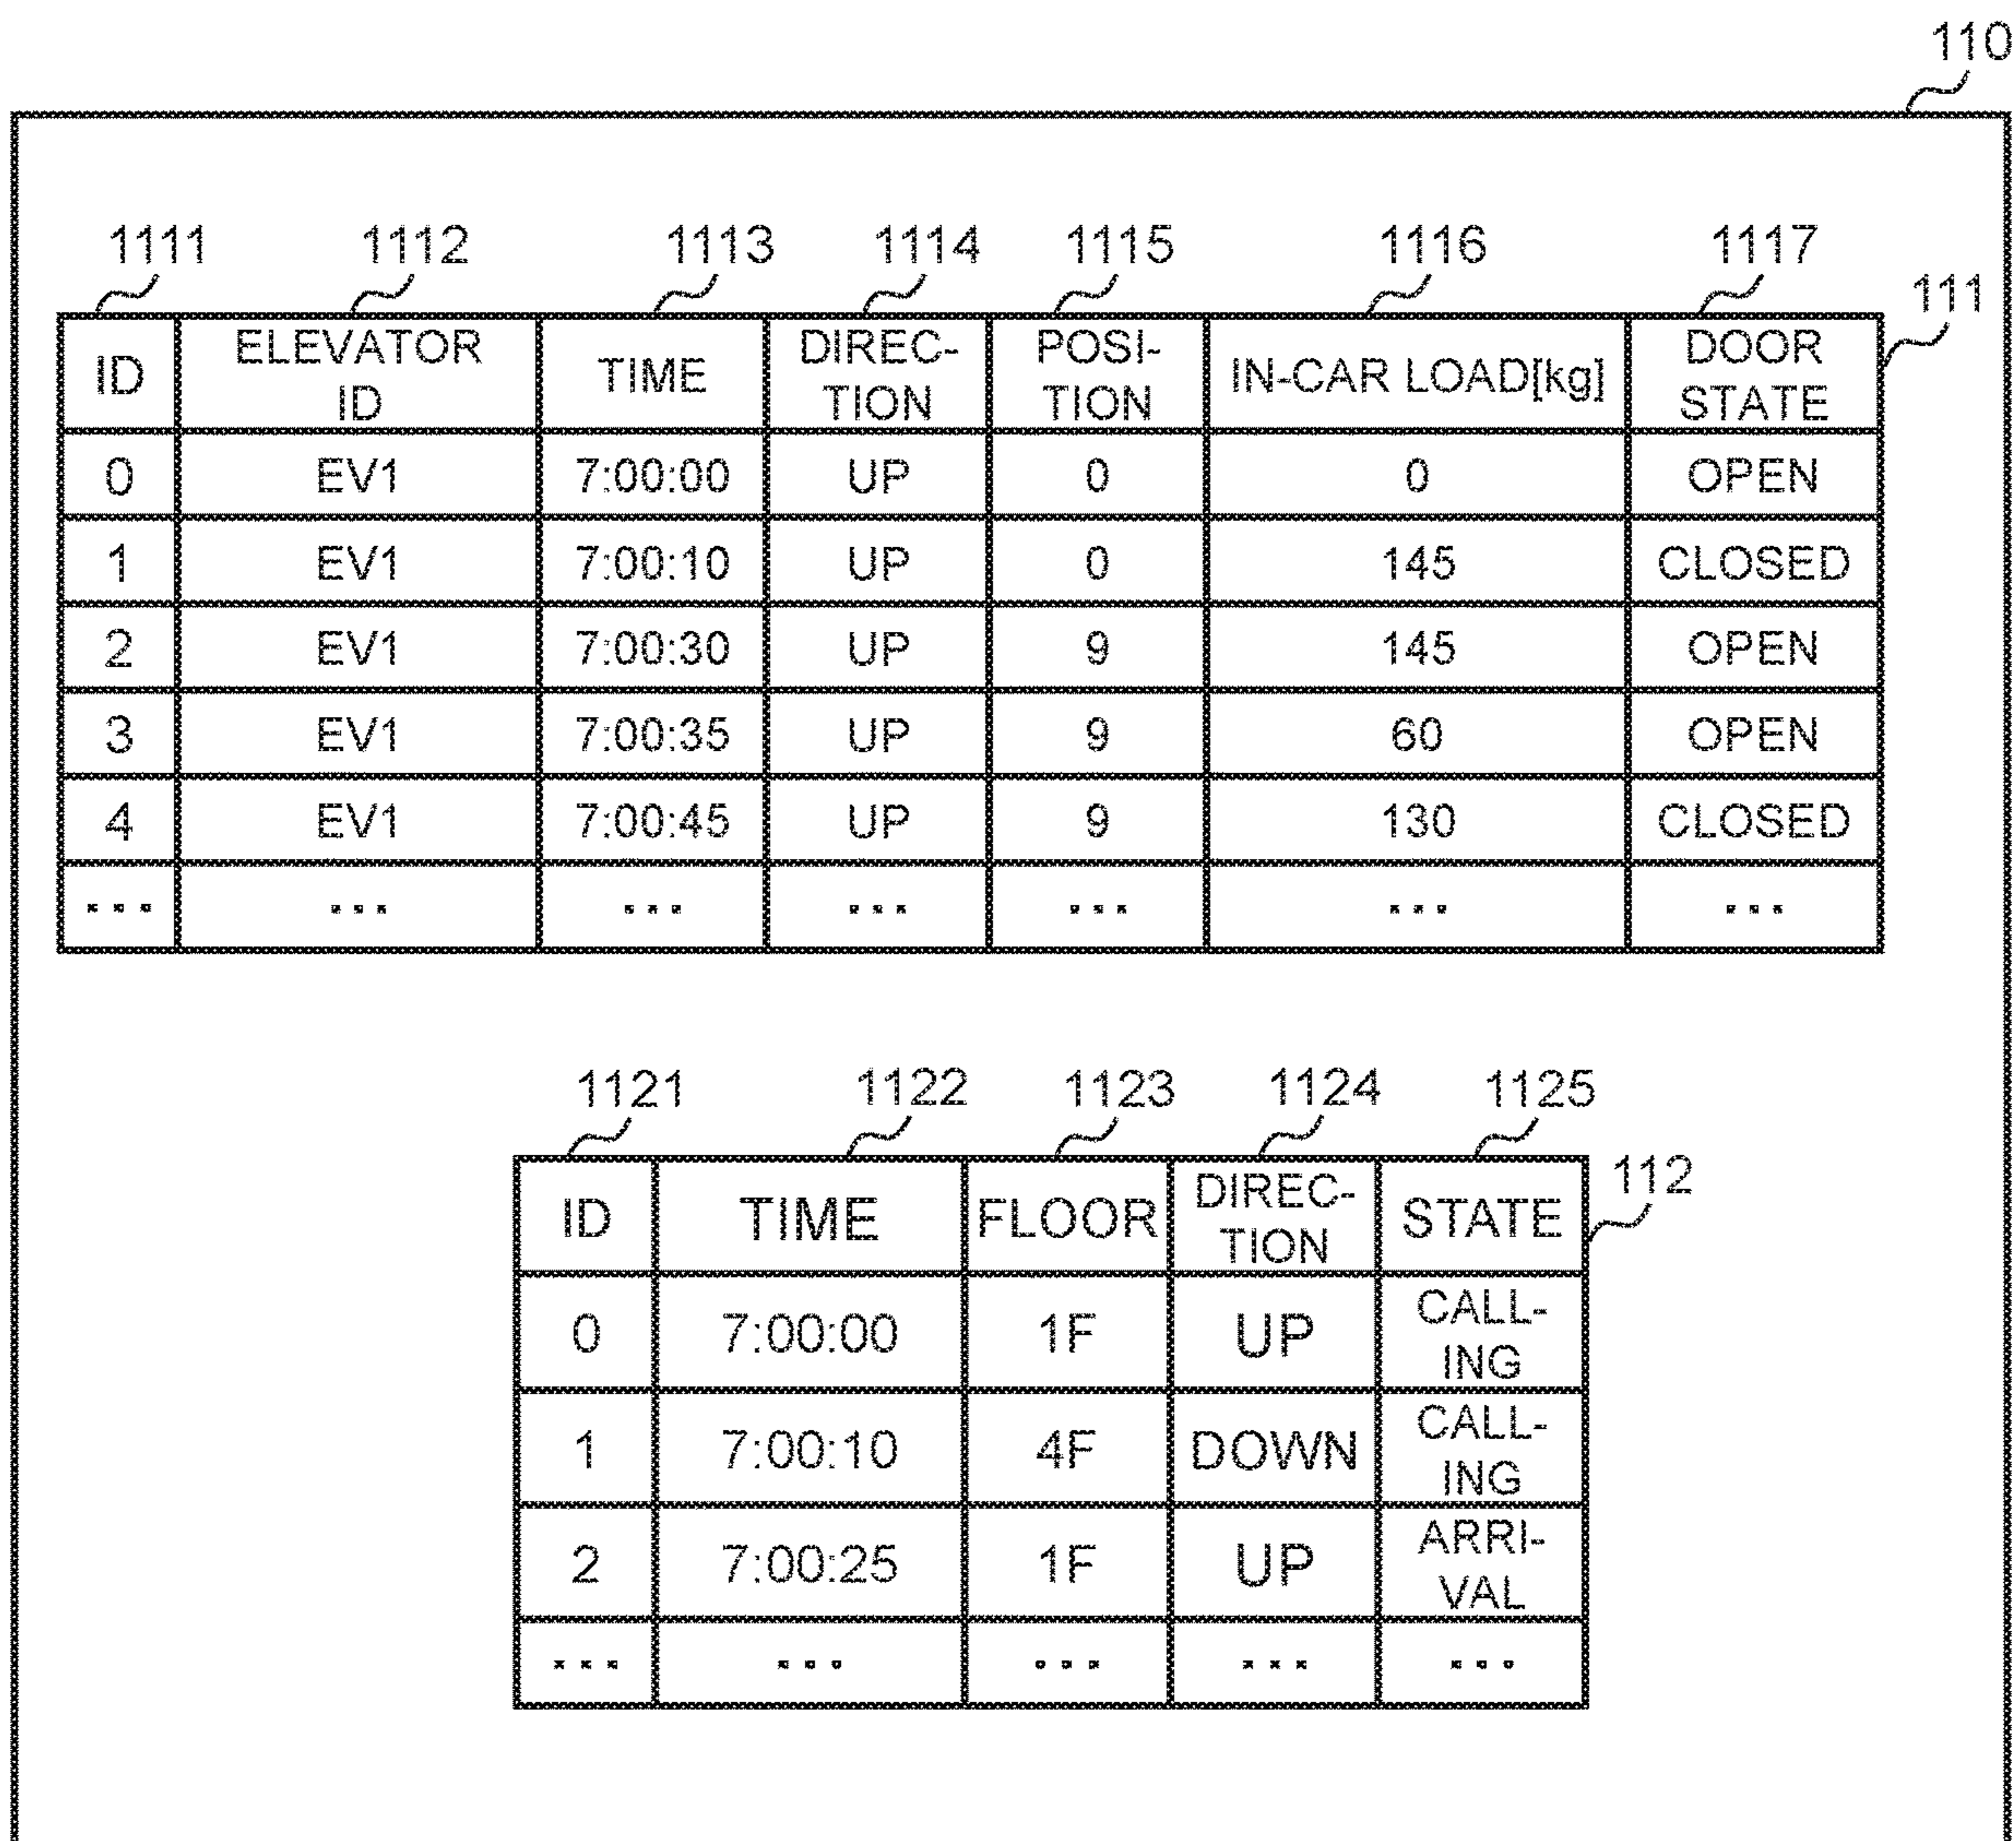 110
1111 1112 1113 1114 1115 1116 1117
111
ID ELEVATOR ID TIME DIREC-TION POSI-TION IN-CAR LOAD[kg] DOOR STATE
0 EV1 7:00:00 UP 0 0 OPEN
1 EV1 7:00:10 UP 0 145 CLOSED
2 EV1 7:00:30 UP 9 145 OPEN
3 EV1 7:00:35 UP 9 60 OPEN
4 EV1 7:00:45 UP 9 130 CLOSED
... ... ... ... ... ... ...
1121 1122 1123 1124 1125
112
ID TIME FLOOR DIREC-TION STATE
0 7:00:00 1F UP CALL-ING
1 7:00:10 4F DOWN CALL-ING
2 7:00:25 1F UP ARRI-VAL
... ... ... ... ...